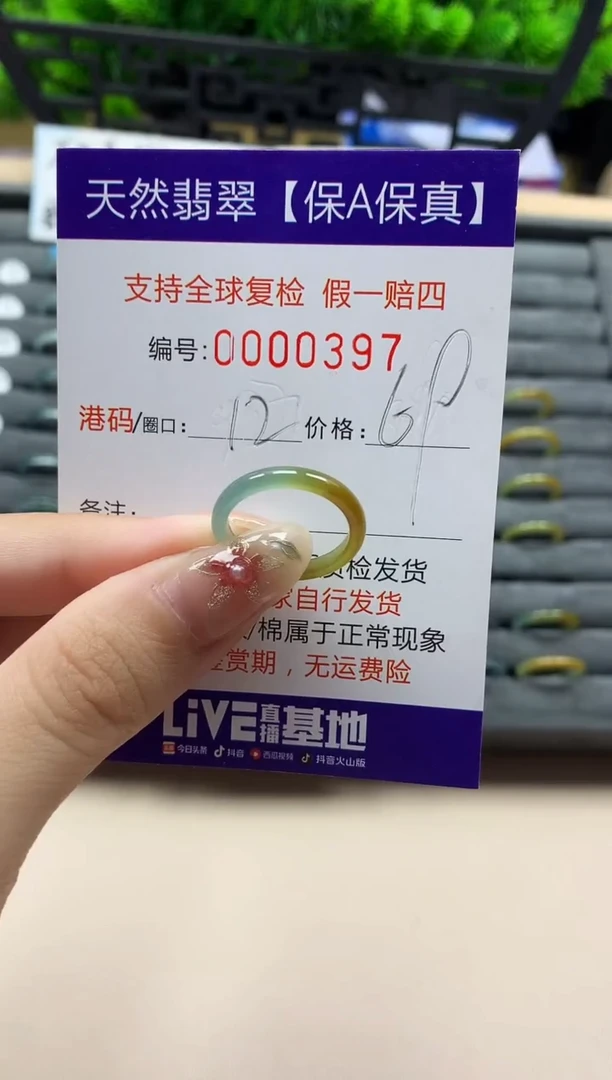 天然翡翠【保A保真】
支持全球复检 假一赔四
编号:0000397
港码/圈口: 12 价格:
备注:
质检发货
家自行发货
棉属于正常现象
赏期，无运费险
LiVE直播基地
今日头条 抖音 西瓜视频 抖音火山版